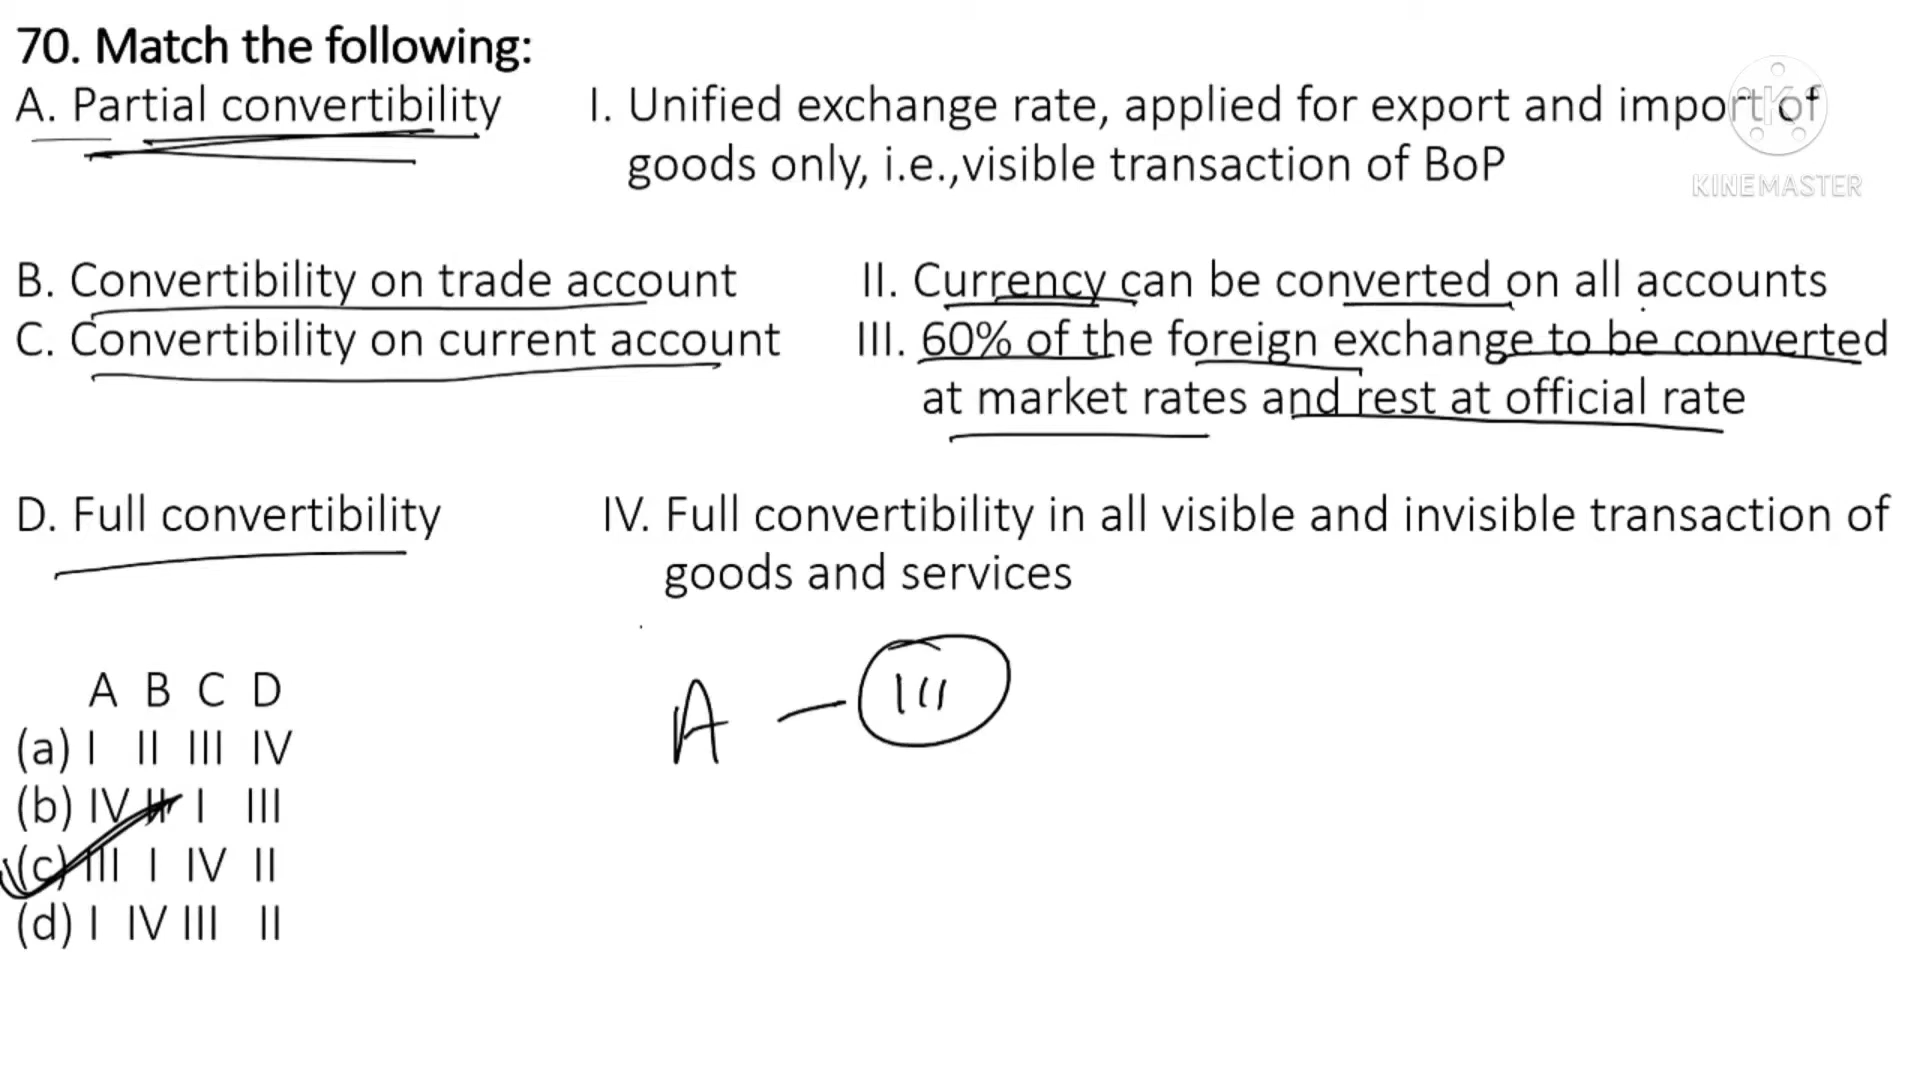 70. Match the following:
A. Partial convertibility I. Unified exchange rate, applied for export and import of
goods only, i.e.,visible transaction of BoP
KINEMASTER
B. Convertibility on trade account II. Currency can be converted on all accounts
C. Convertibility on current account III. 60% of the foreign exchange to be converted
at market rates and rest at official rate
D. Full convertibility IV. Full convertibility in all visible and invisible transaction of
goods and services
A — III
A B C D
(a) I II III IV
(b) IV II I III
(c) III I IV II
(d) I IV III II